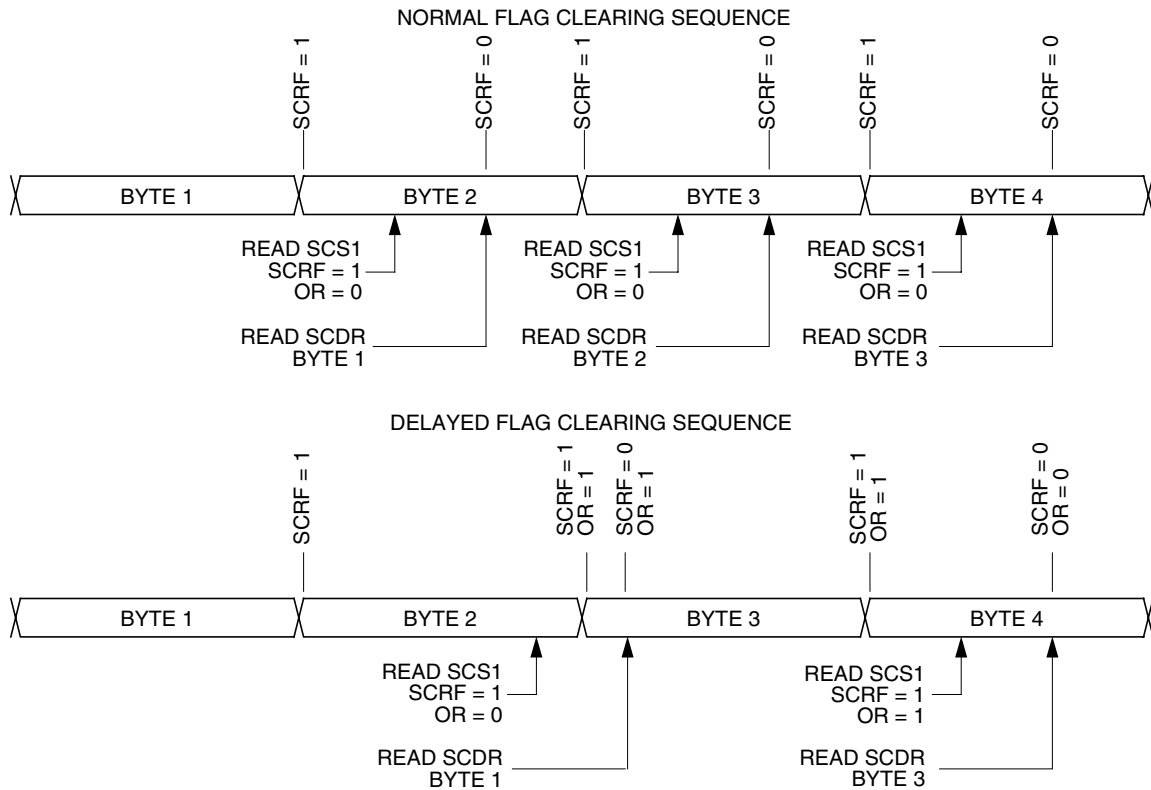 NORMAL FLAG CLEARING SEQUENCE
SCRF = 1
SCRF = 0
SCRF = 1
SCRF = 0
SCRF = 1
SCRF = 0
BYTE 1
BYTE 2
BYTE 3
BYTE 4
READ SCS1
SCRF = 1
OR = 0
READ SCS1
SCRF = 1
OR = 0
READ SCS1
SCRF = 1
OR = 0
READ SCDR
BYTE 1
READ SCDR
BYTE 2
READ SCDR
BYTE 3
DELAYED FLAG CLEARING SEQUENCE
SCRF = 1
SCRF = 1
OR = 1
SCRF = 0
OR = 1
SCRF = 1
OR = 1
SCRF = 0
OR = 0
BYTE 1
BYTE 2
BYTE 3
BYTE 4
READ SCS1
SCRF = 1
OR = 0
READ SCS1
SCRF = 1
OR = 1
READ SCDR
BYTE 1
READ SCDR
BYTE 3